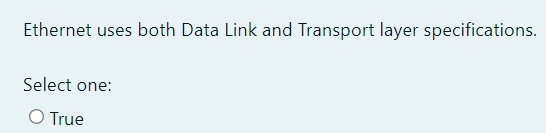 Ethernet uses both Data Link and Transport layer specifications.
Select one:
True